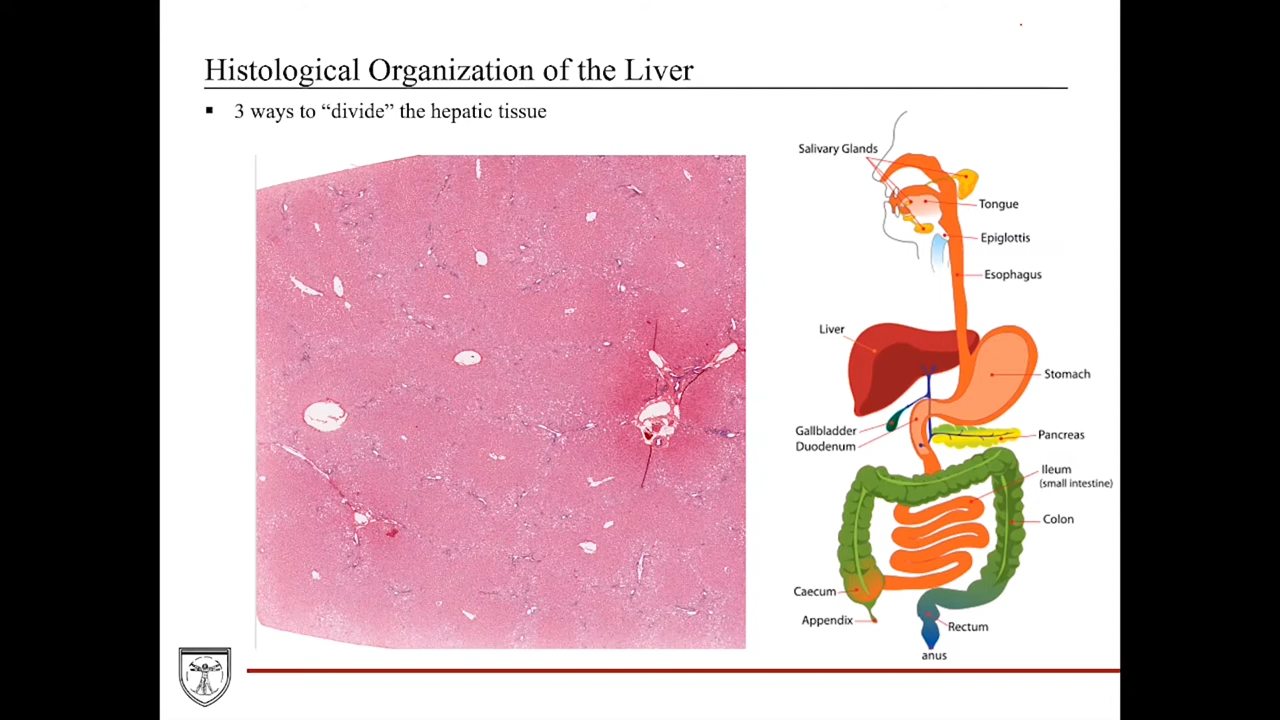 Histological Organization of the Liver
▪ 3 ways to “divide” the hepatic tissue
Salivary Glands
Tongue
Epiglottis
Esophagus
Liver
Stomach
Gallbladder
Duodenum
Pancreas
Ileum
(small intestine)
Colon
Caecum
Appendix
Rectum
anus